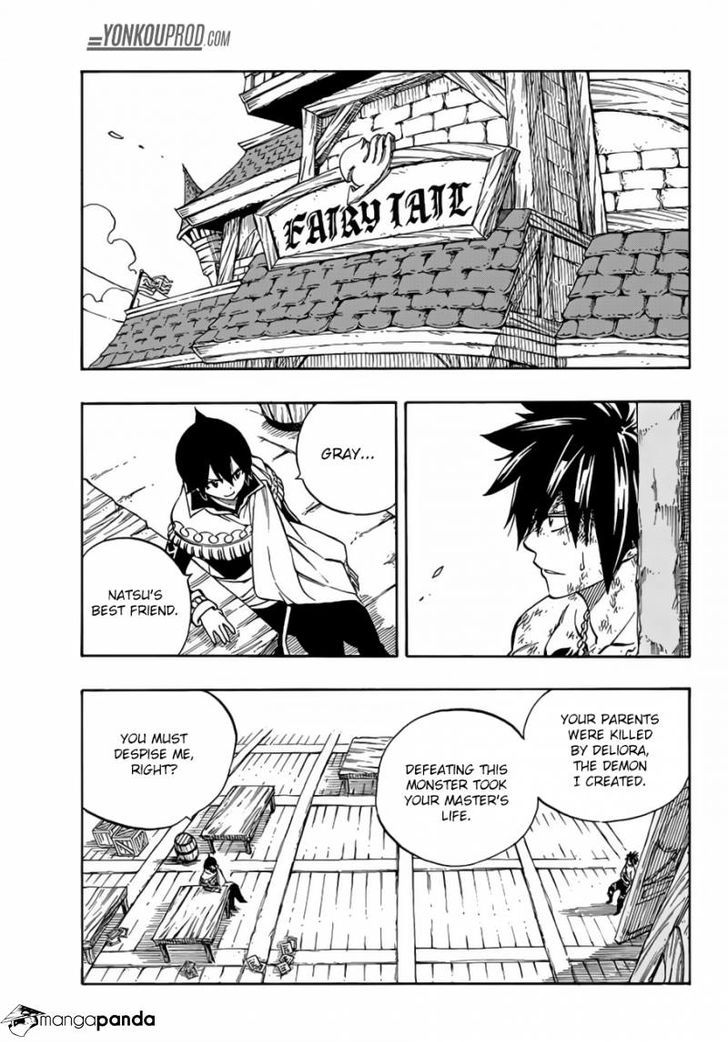 =YONKOUPROD.COM
FAIRY TAIL
GRAY...
NATSU'S
BEST FRIEND.
YOUR PARENTS
WERE KILLED
BY DELIORA,
THE DEMON
I CREATED.
DEFEATING THIS
MONSTER TOOK
YOUR MASTER'S
LIFE.
YOU MUST
DESPISE ME,
RIGHT?
mangapanda